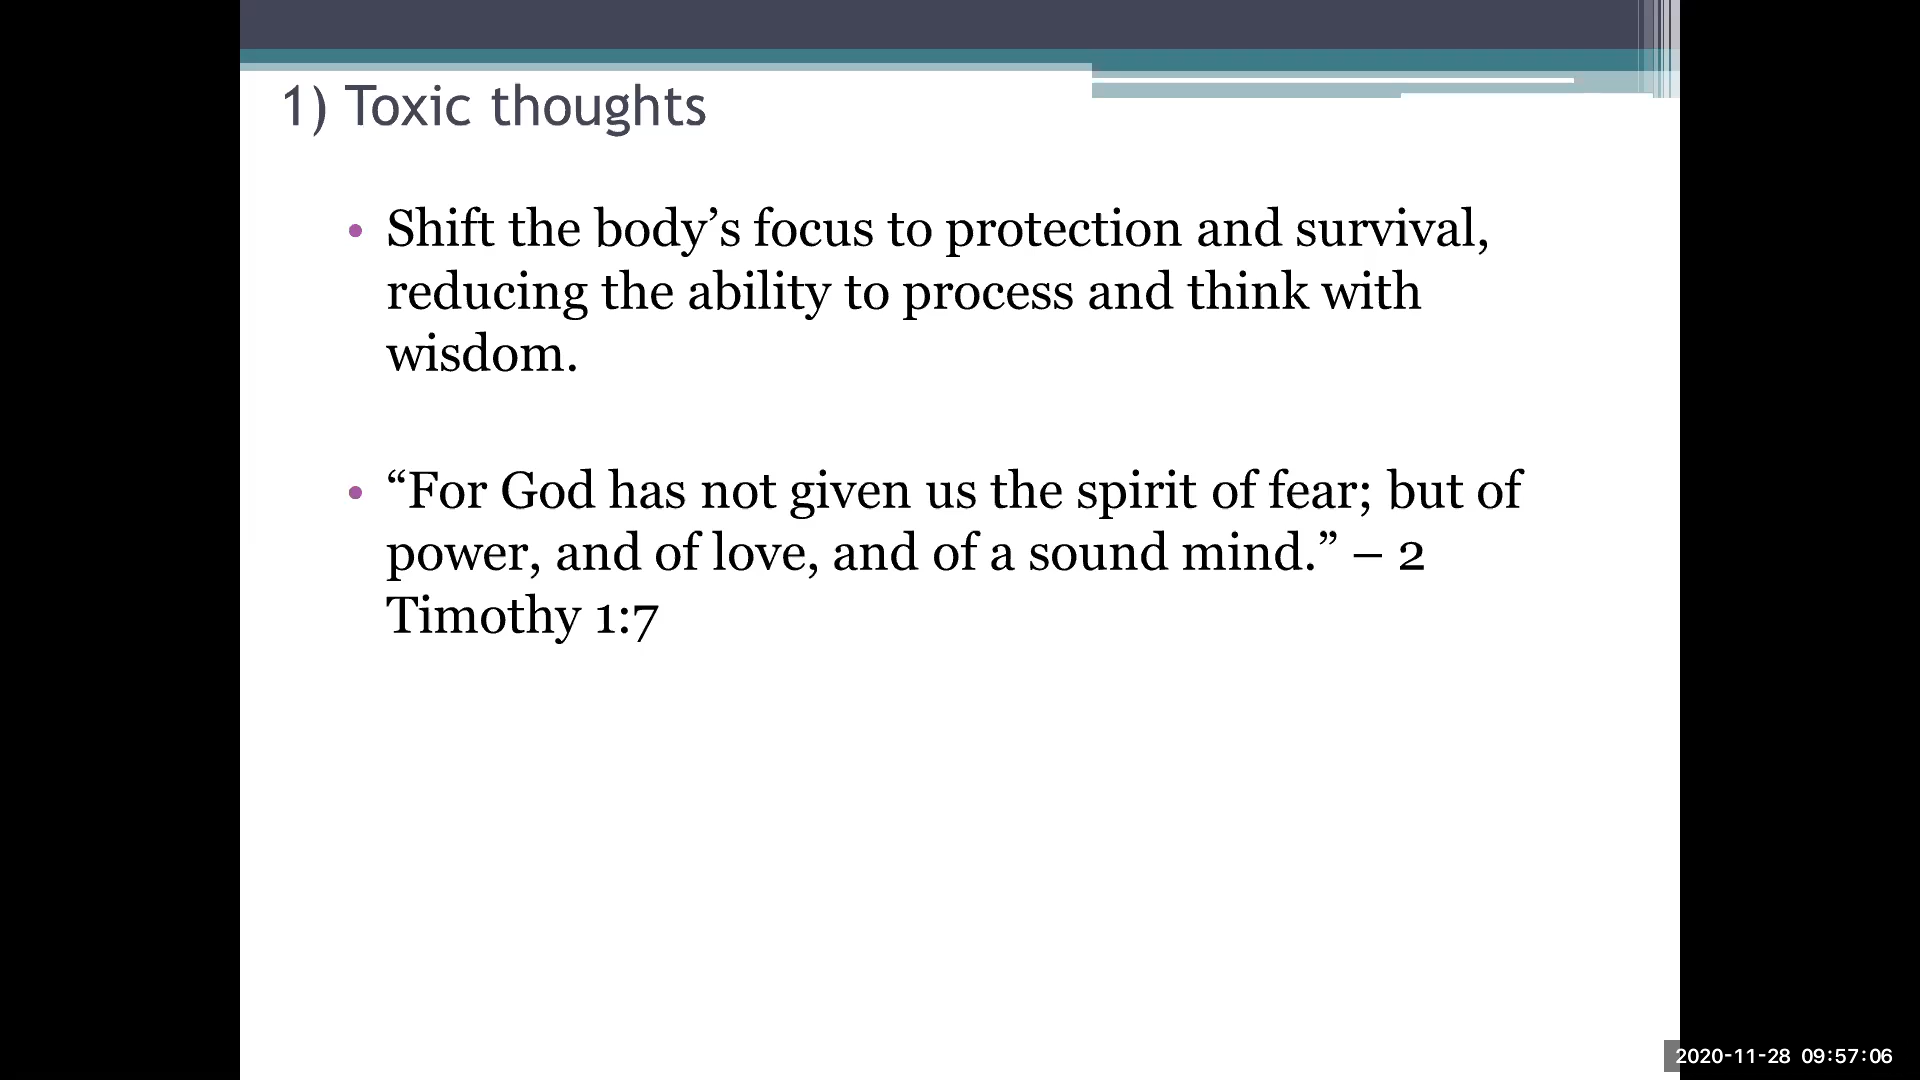 1) Toxic thoughts
• Shift the body’s focus to protection and survival,
reducing the ability to process and think with
wisdom.
• “For God has not given us the spirit of fear; but of
power, and of love, and of a sound mind.” – 2
Timothy 1:7
2020-11-28 09:57:06